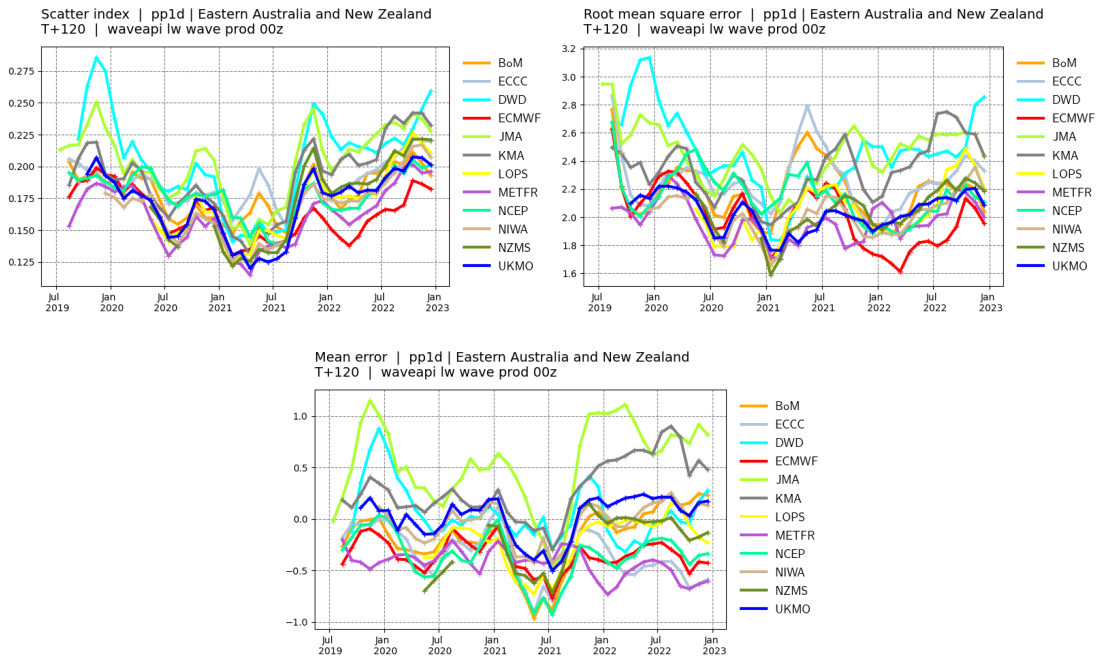 Scatter index | pp1d | Eastern Australia and New Zealand
T+120 | waveapi lw wave prod 00z
0.275
0.250
0.225
0.200
0.175
0.150
0.125
Jul
2019
Jan
2020
Jul
2020
Jan
2021
Jul
2021
Jan
2022
Jul
2022
Jan
2023
BoM
ECCC
DWD
ECMWF
JMA
KMA
LOPS
METFR
NCEP
NIWA
NZMS
UKMO
Root mean square error | pp1d | Eastern Australia and New Zealand
T+120 | waveapi lw wave prod 00z
3.2
3.0
2.8
2.6
2.4
2.2
2.0
1.8
1.6
Jul
2019
Jan
2020
Jul
2020
Jan
2021
Jul
2021
Jan
2022
Jul
2022
Jan
2023
BoM
ECCC
DWD
ECMWF
JMA
KMA
LOPS
METFR
NCEP
NIWA
NZMS
UKMO
Mean error | pp1d | Eastern Australia and New Zealand
T+120 | waveapi lw wave prod 00z
1.0
0.5
0.0
−0.5
−1.0
Jul
2019
Jan
2020
Jul
2020
Jan
2021
Jul
2021
Jan
2022
Jul
2022
Jan
2023
BoM
ECCC
DWD
ECMWF
JMA
KMA
LOPS
METFR
NCEP
NIWA
NZMS
UKMO